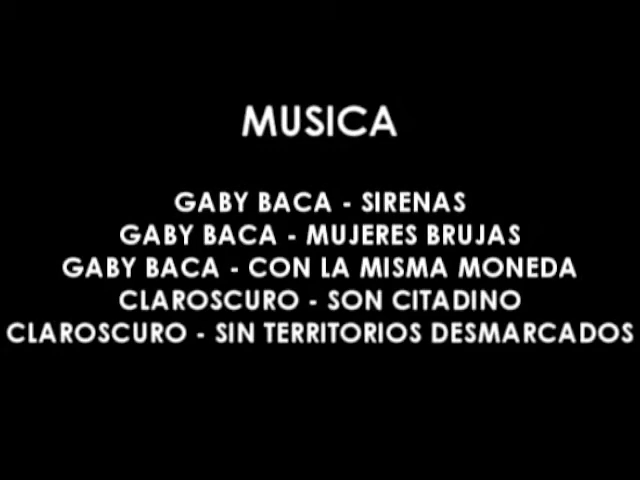 MUSICA
GABY BACA - SIRENAS
GABY BACA - MUJERES BRUJAS
GABY BACA - CON LA MISMA MONEDA
CLAROSCURO - SON CITADINO
CLAROSCURO - SIN TERRITORIOS DESMARCADOS